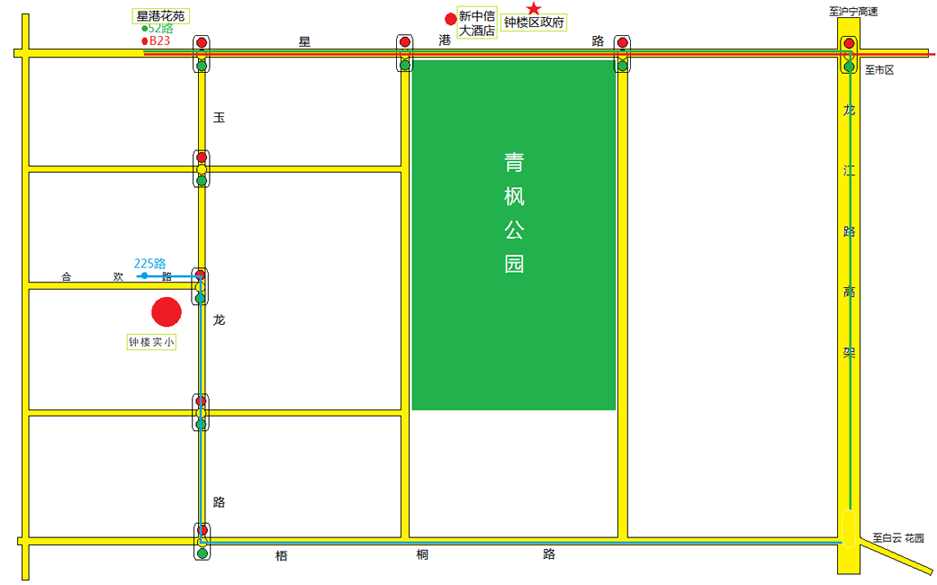 至沪宁高速
星港花苑
52路
B23
新中信
大酒店
钟楼区政府
星港路
至市区
玉龙路
龙江路高架
青枫公园
225路
合欢路
钟楼实小
梧桐路
至白云 花园